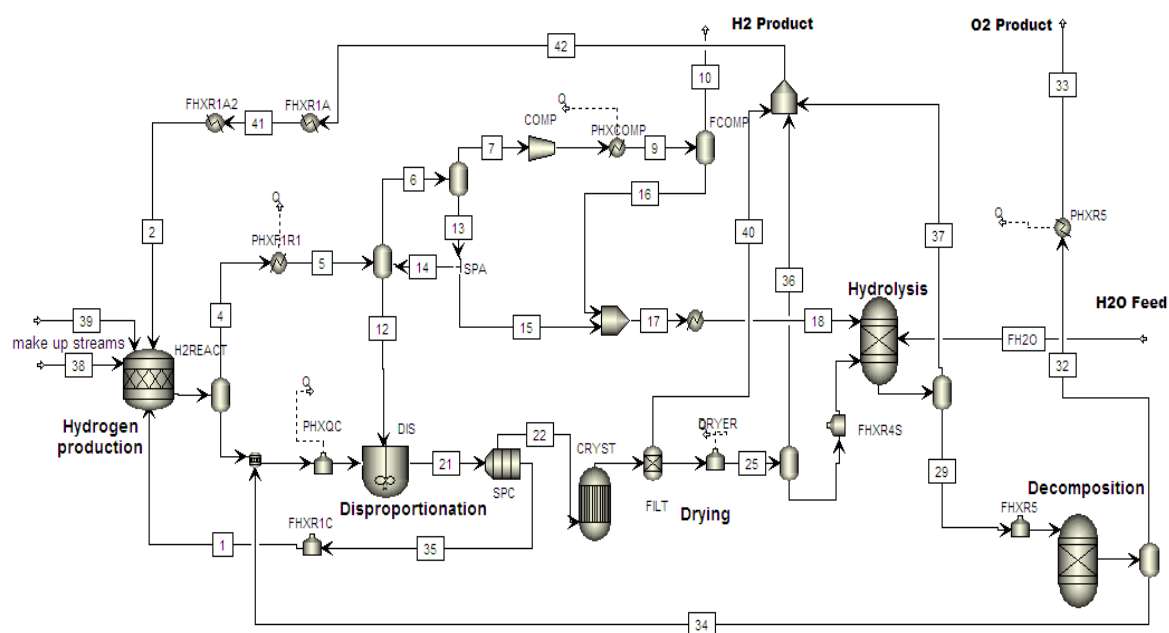 H2 Product
O2 Product
42
10
33
FHXR1A2
41
FHXR1A
Q
COMP
PHXCOMP
FCOMP
7
9
6
16
Q
PHXR5
2
Q
13
40
37
5
14
SPA
36
H2O Feed
4
12
15
17
18
Hydrolysis
FH2O
32
39
make up streams
38
H2REACT
Hydrogen
production
Q
PHXQC
DIS
22
CRYST
DRYER
FHXR4S
21
25
29
SPC
FILT
Drying
Decomposition
Disproportionation
FHXR1C
FHXR5
1
35
34